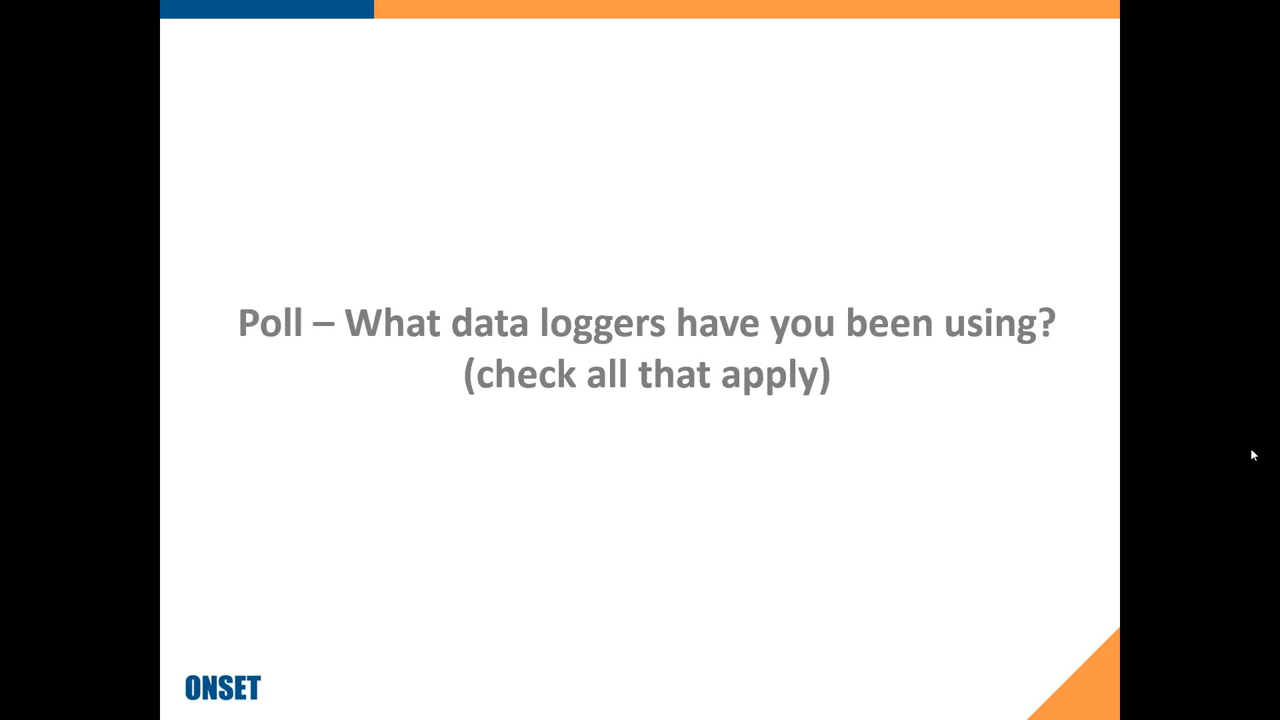 Poll – What data loggers have you been using?
(check all that apply)
ONSET